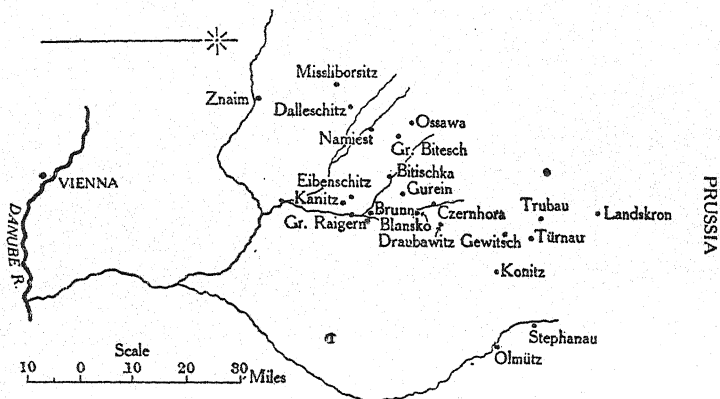 Missliborsitz
Znaim
Dalleschitz
Namiest
Ossawa
Gr. Bitesch
Bitischka
VIENNA
Eibenschitz
Gurein
Kanitz
Brunn
Czernhora
Trubau
Landskron
Gr. Raigern
Blansko
Draubawitz
Gewitsch
Türnau
Konitz
DANUBE R.
PRUSSIA
Stephanau
Olmütz
Scale
10 0 10 20 30 Miles